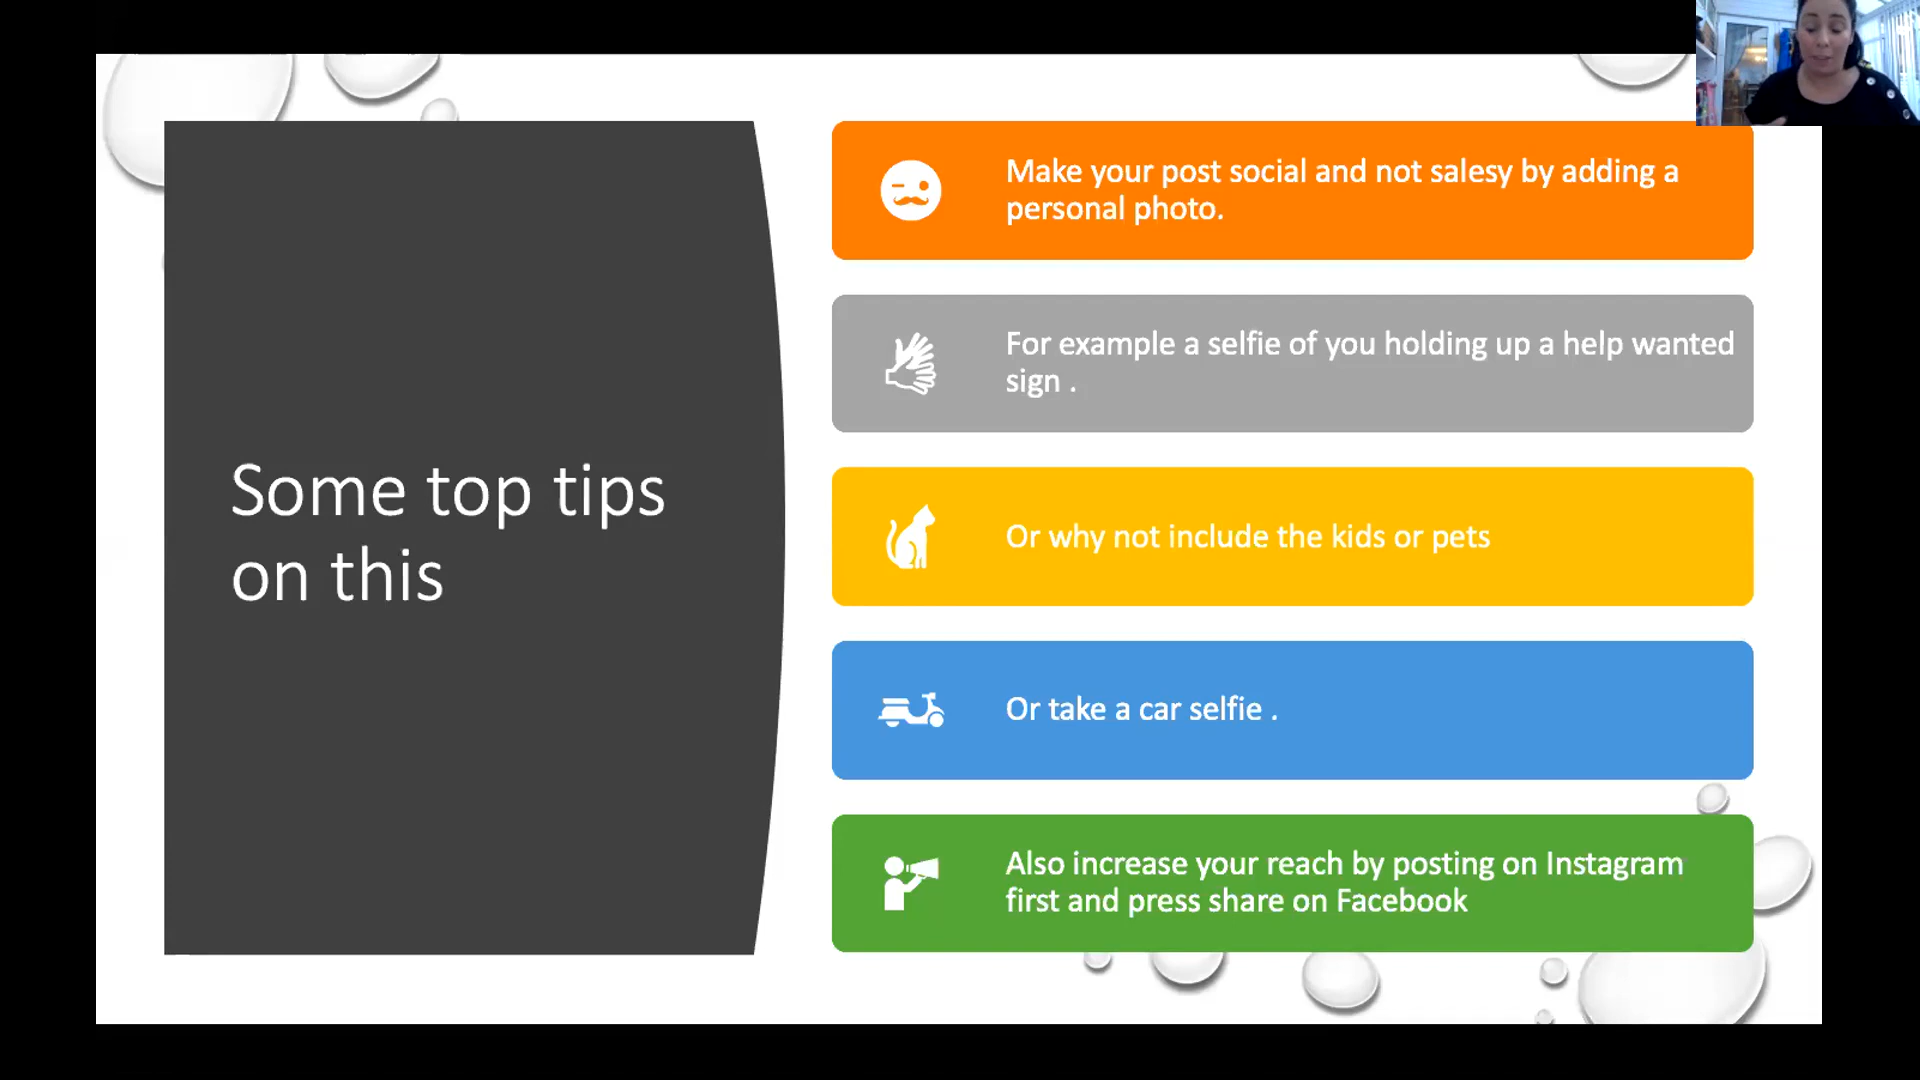 Some top tips
on this
Make your post social and not salesy by adding a
personal photo.
For example a selfie of you holding up a help wanted
sign .
Or why not include the kids or pets
Or take a car selfie .
Also increase your reach by posting on Instagram
first and press share on Facebook